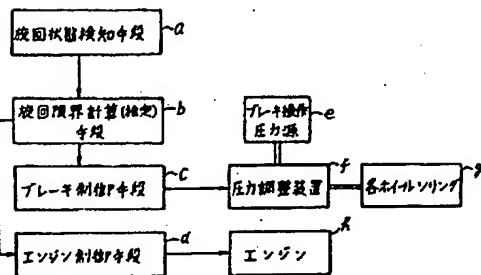 旋回状態検知手段
a
旋回限界計算(推定)
手段
b
ブレーキ操作
圧力源
e
ブレーキ制御手段
c
圧力調整装置
f
各ホイールシリンダ
g
エンジン制御手段
d
エンジン
h